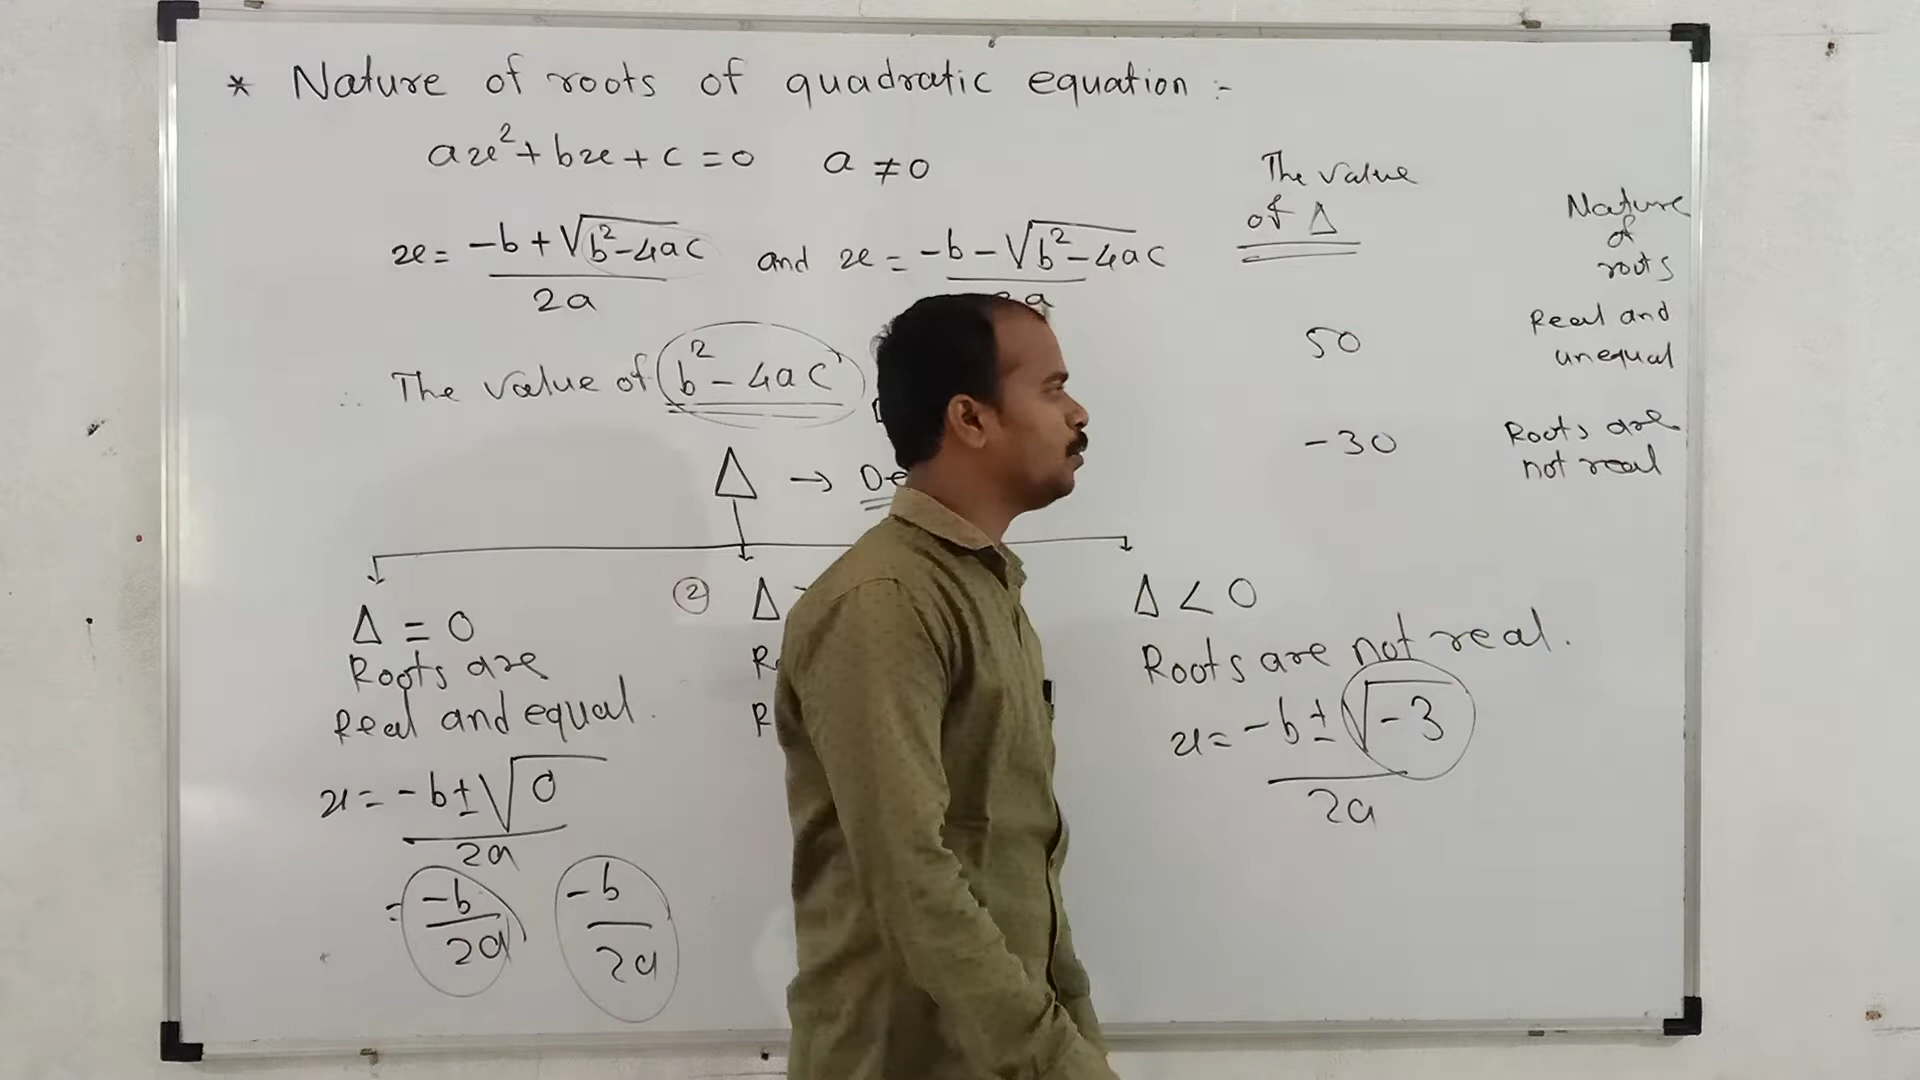 * Nature of roots of quadratic equation :-
ax²+bx+c=0 a≠0
x = (-b+√(b²-4ac))/2a and x = (-b-√(b²-4ac))/2a
∴ The value of b²-4ac
Δ →
Δ = 0
Roots are
Real and equal.
x = (-b±√0)/2a
= -b/2a -b/2a
② Δ
Δ < 0
Roots are not real.
x = (-b±√-3)/2a
The value
of Δ
Nature
of
roots
50
Real and
unequal
-30
Roots are
not real